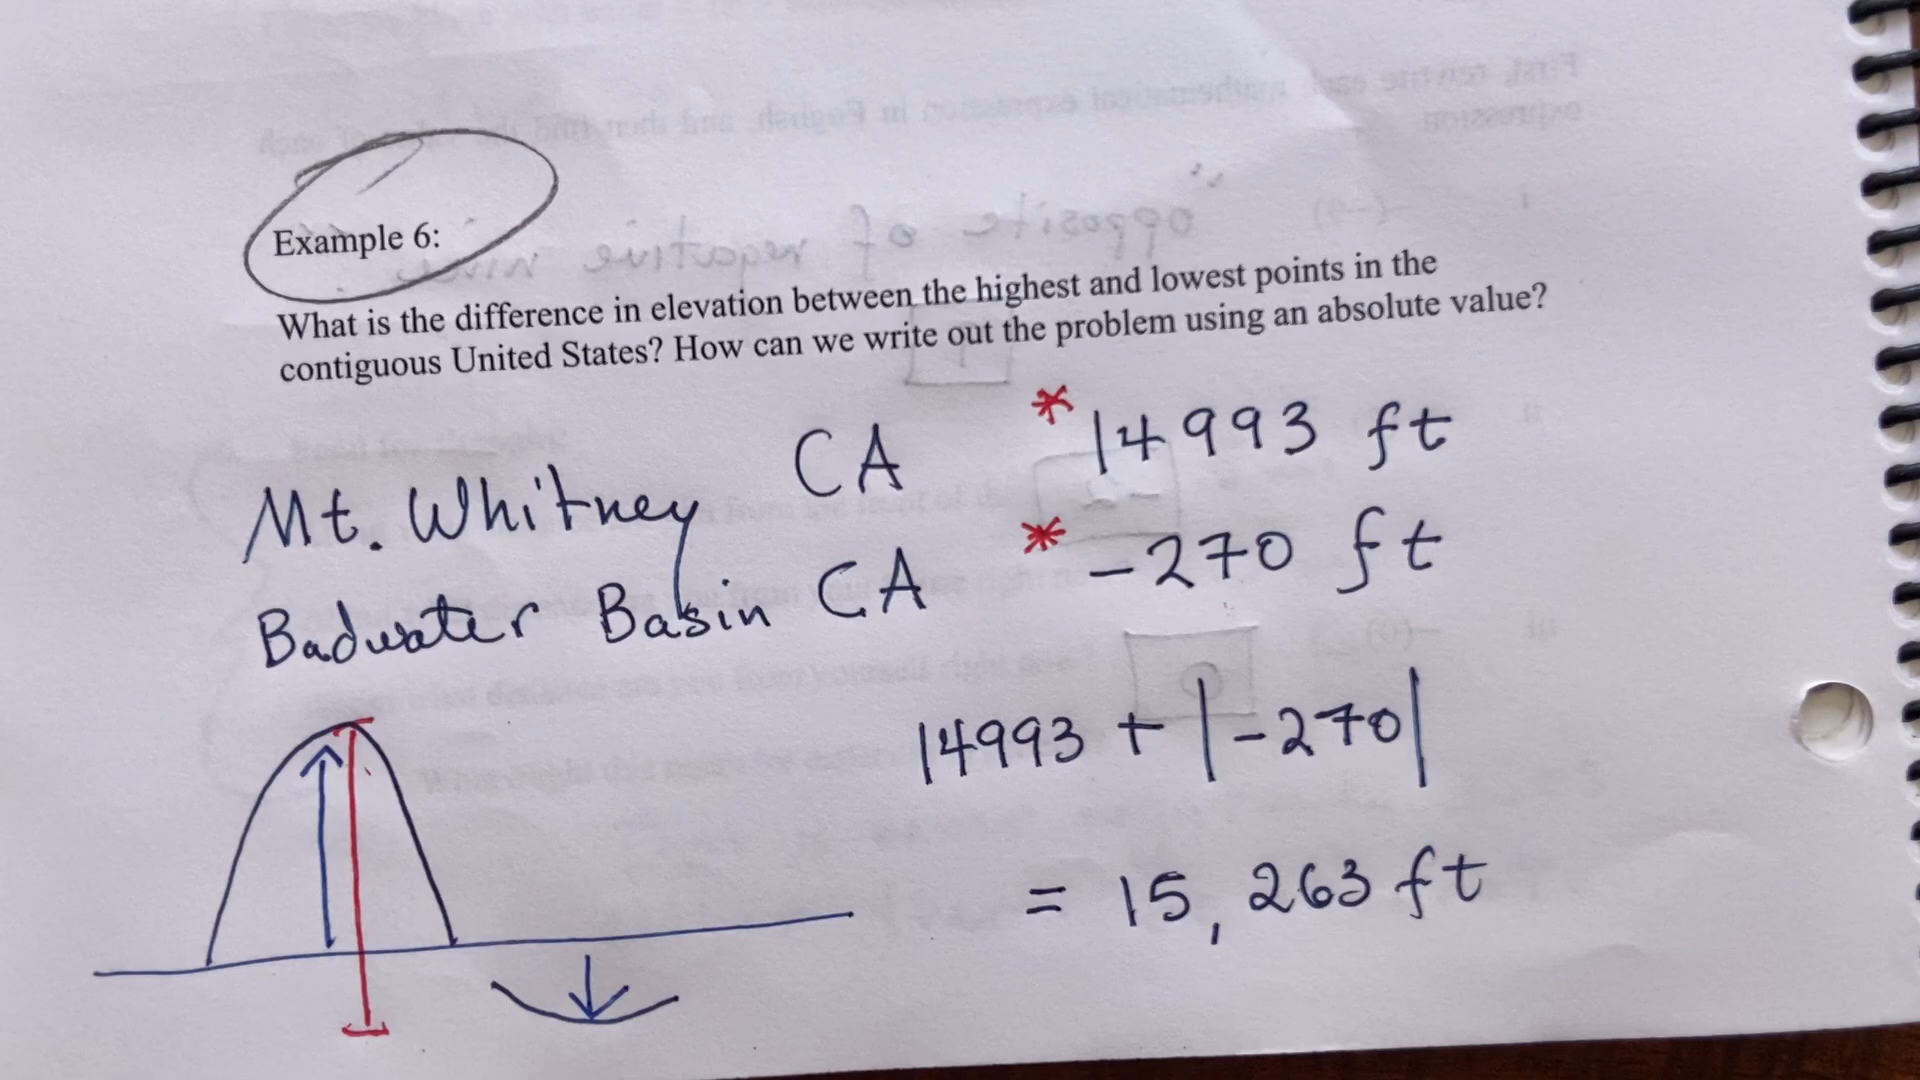 Example 6:
What is the difference in elevation between the highest and lowest points in the
contiguous United States? How can we write out the problem using an absolute value?
Mt. Whitney CA * 14993 ft
Badwater Basin CA * -270 ft
14993 + |-270|
= 15,263 ft